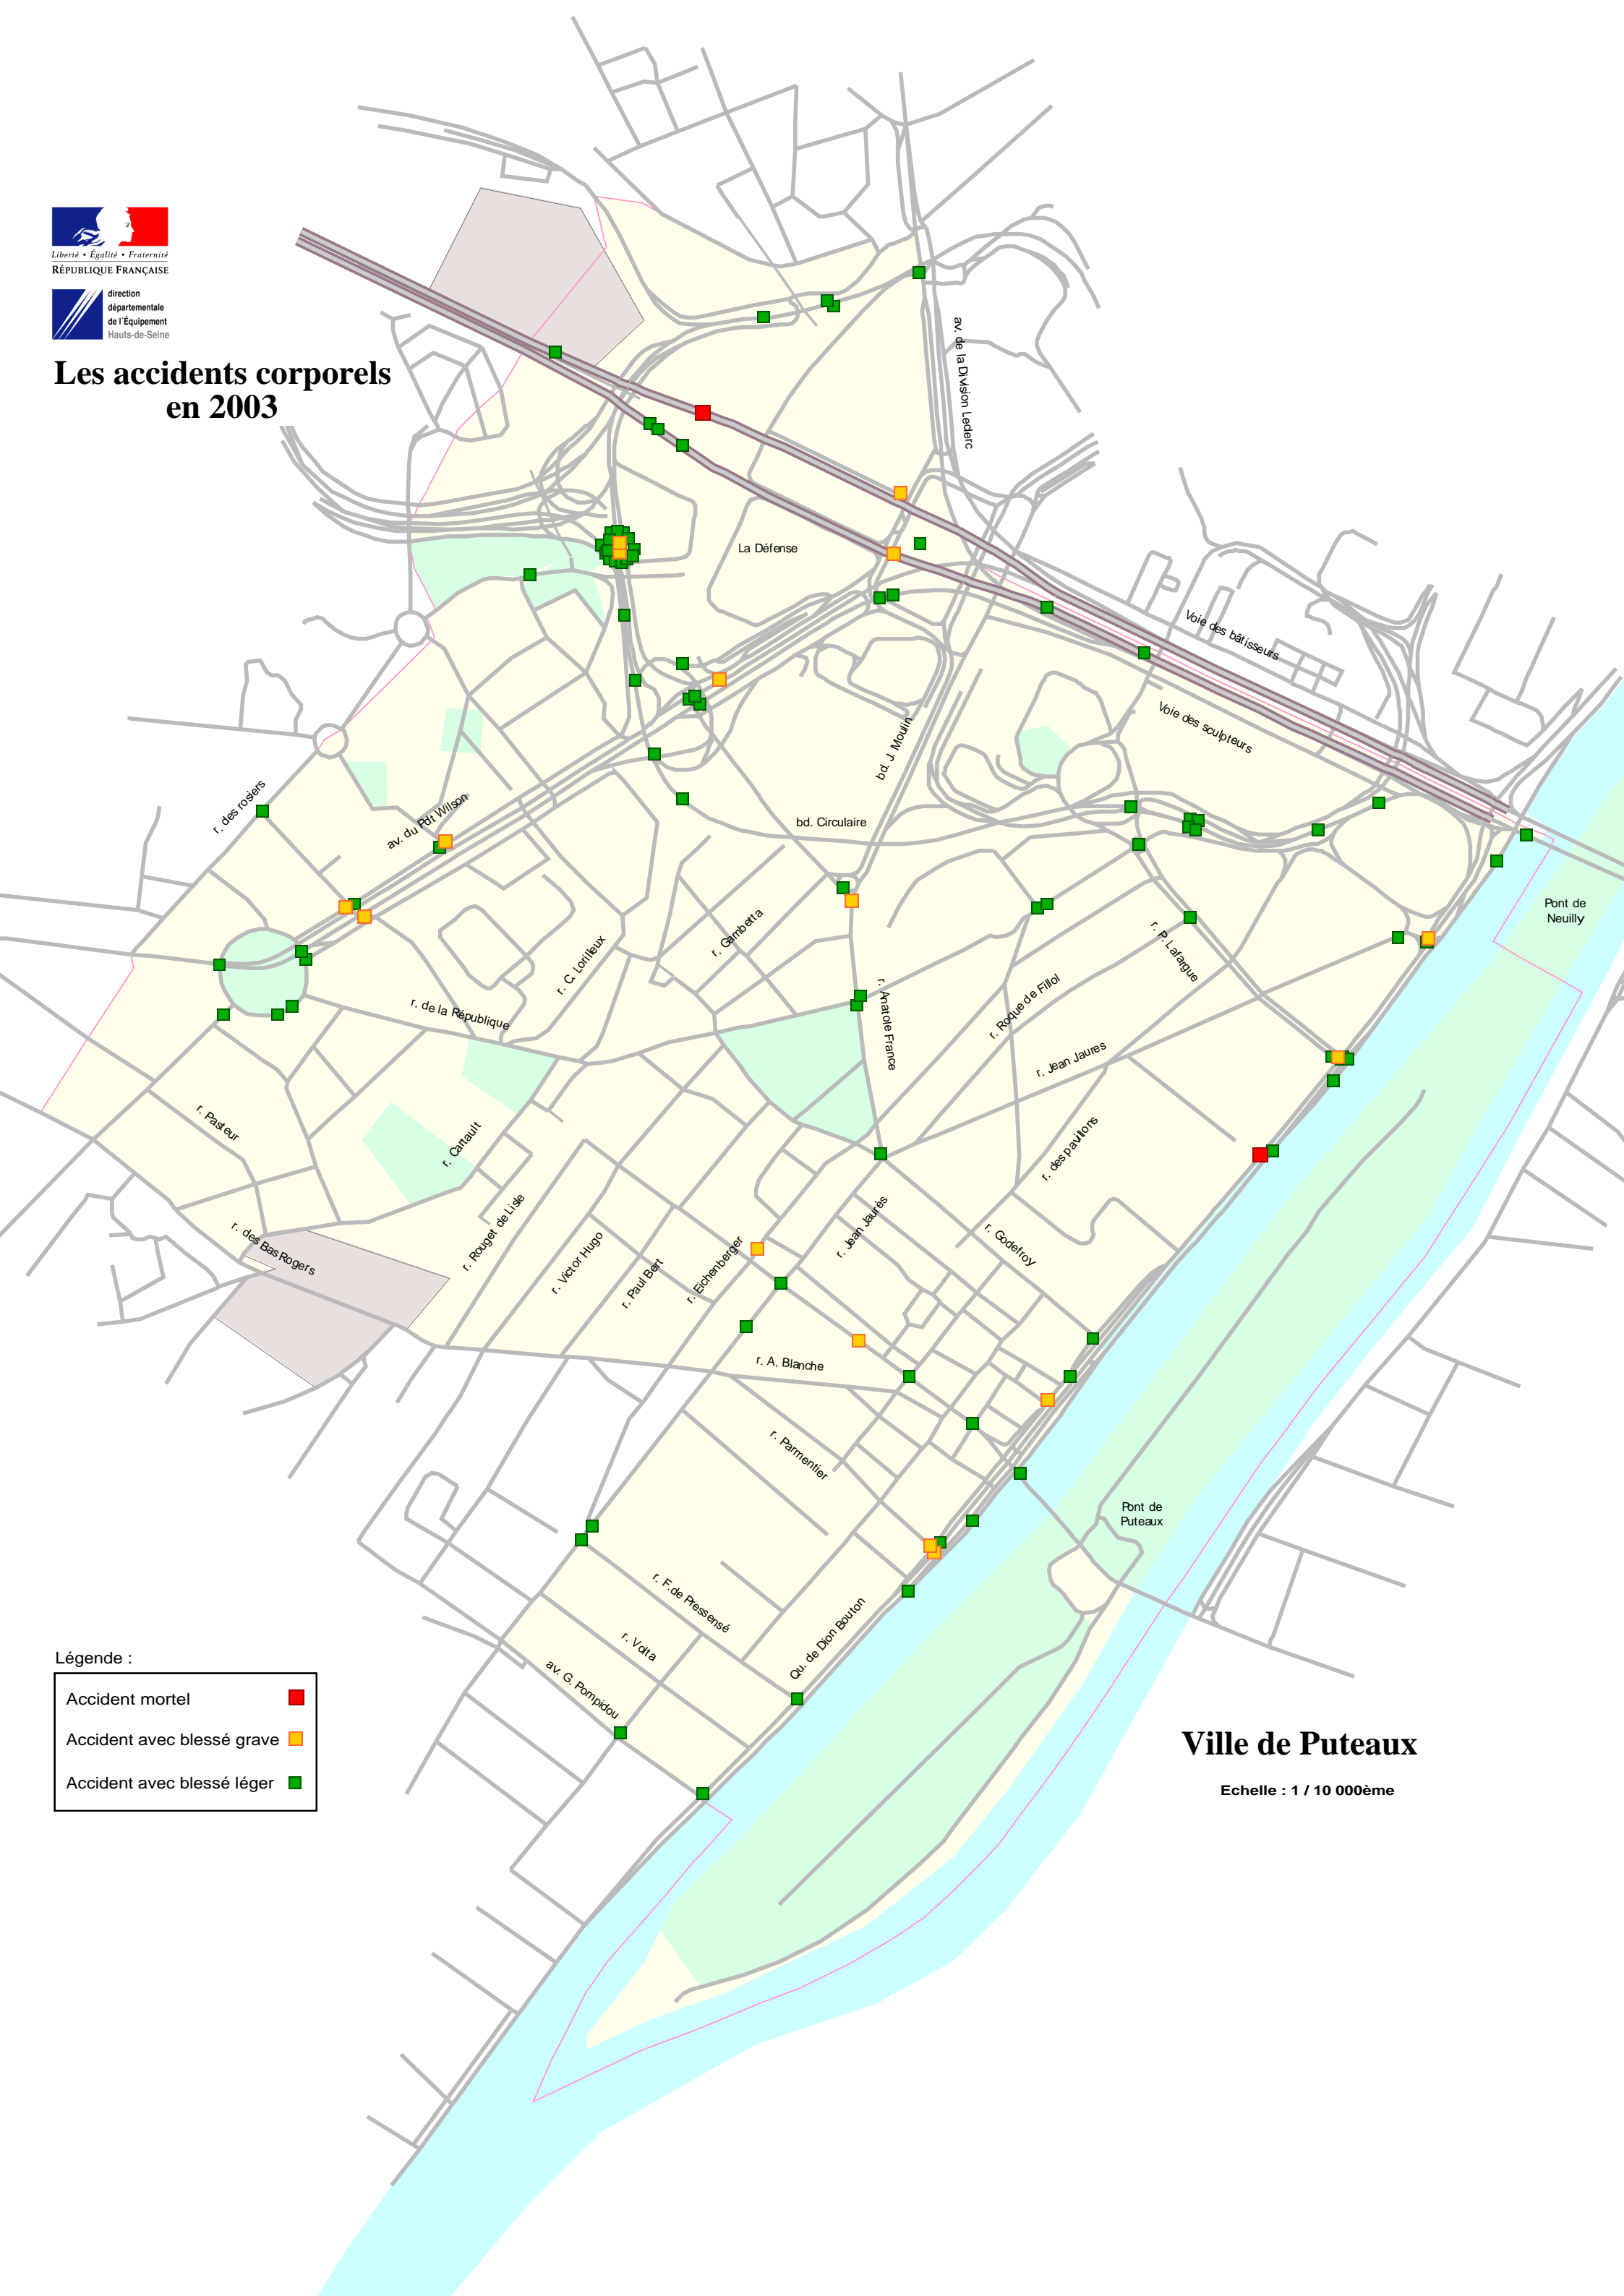 Liberté • Égalité • Fraternité
RÉPUBLIQUE FRANÇAISE
direction
départementale
de l'Équipement
Hauts-de-Seine
Les accidents corporels
en 2003
av. de la Division Leclerc
La Défense
Voie des bâtisseurs
Voie des sculpteurs
bd. J. Moulin
r. des rosiers
av. du Pdt Wilson
bd. Circulaire
Pont de
Neuilly
r. P. Lafargue
r. Gambetta
r. C. Lorilleux
r. de la République
r. Anatole France
r. Roque de Fillol
r. Jean Jaures
r. Pasteur
r. Cartault
r. des pavillons
r. des Bas Rogers
r. Rouget de Lisle
r. Victor Hugo
r. Paul Bert
r. Eichenberger
r. Jean Jaurès
r. Godefroy
r. A. Blanche
r. Parmentier
Pont de
Puteaux
r. F.de Pressensé
r. Volta
Qu. de Dion Bouton
av. G. Pompidou
Légende :
Accident mortel
Accident avec blessé grave
Accident avec blessé léger
Ville de Puteaux
Echelle : 1 / 10 000ème